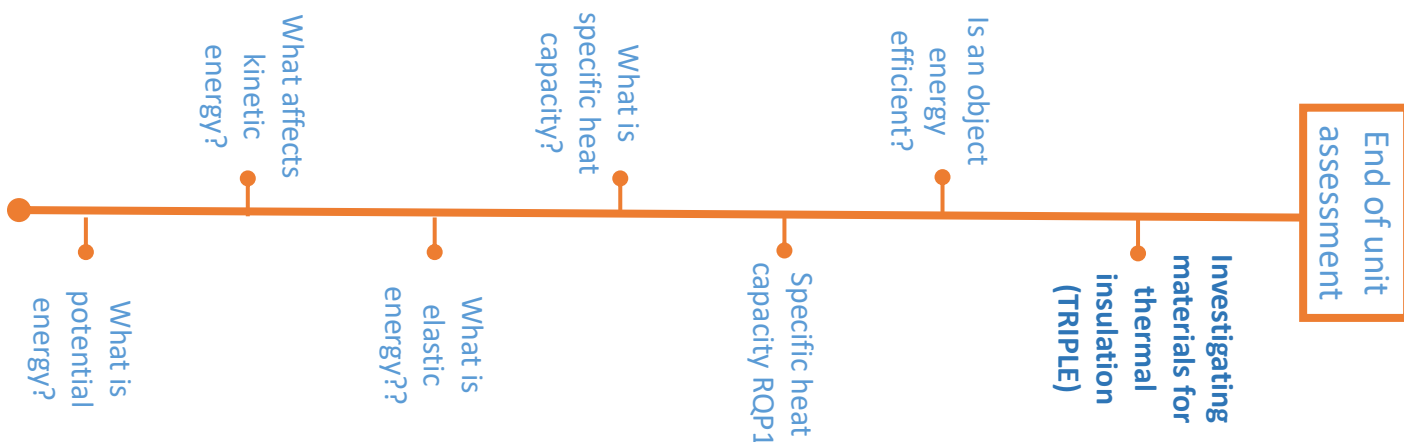 End of unit
assessment
Investigating
materials for
thermal
insulation
(TRIPLE)
Is an object
energy
efficient?
Specific heat
capacity RQP1
What is
specific heat
capacity?
What is
elastic
energy??
What affects
kinetic
energy?
What is
potential
energy?